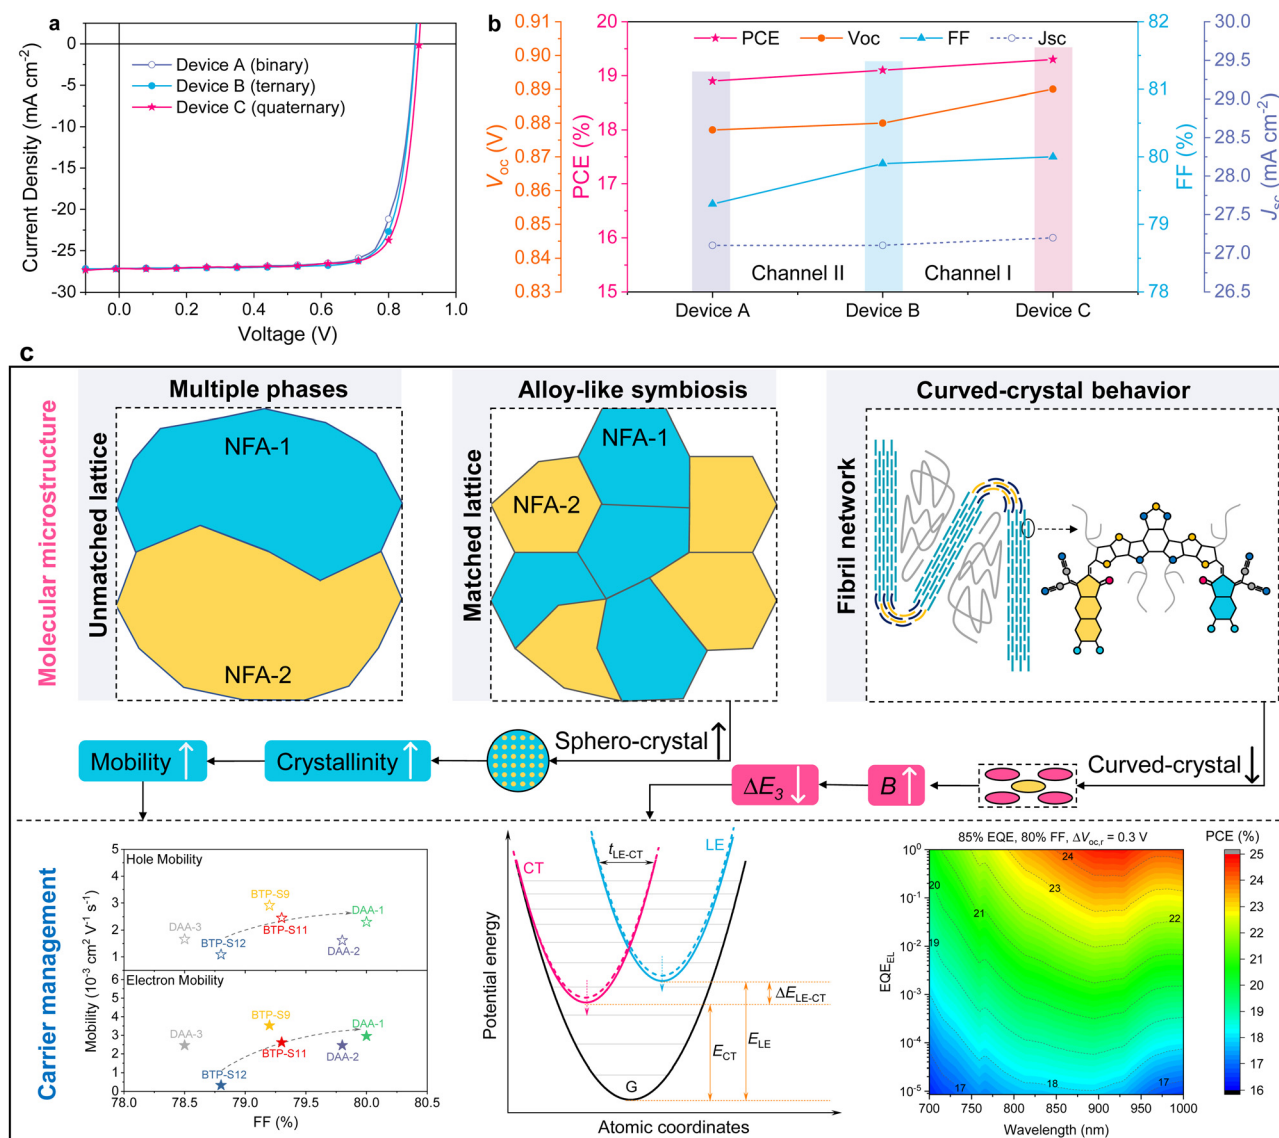 a
Current Density (mA cm⁻²)
0
-5
-10
-15
-20
-25
-30
Device A (binary)
Device B (ternary)
Device C (quaternary)
0.0
0.2
0.4
0.6
0.8
1.0
Voltage (V)
b
Voc (V)
0.91
0.90
0.89
0.88
0.87
0.86
0.85
0.84
0.83
PCE (%)
20
19
18
17
16
15
PCE
Voc
FF
Jsc
Channel II
Channel I
Device A
Device B
Device C
FF (%)
82
81
80
79
78
Jsc (mA cm⁻²)
30.0
29.5
29.0
28.5
28.0
27.5
27.0
26.5
c
Molecular microstructure
Multiple phases
Unmatched lattice
NFA-1
NFA-2
Alloy-like symbiosis
Matched lattice
NFA-1
NFA-2
Curved-crystal behavior
Fibril network
Mobility ↑
Crystallinity ↑
Sphero-crystal ↑
ΔE₃ ↓
B ↑
Curved-crystal ↓
Carrier management
Mobility (10⁻³ cm² V⁻¹ s⁻¹)
5
4
3
2
1
Hole Mobility
BTP-S9
DAA-3
BTP-S12
BTP-S11
DAA-2
DAA-1
6
5
4
3
2
1
0
Electron Mobility
BTP-S9
DAA-3
BTP-S12
BTP-S11
DAA-2
DAA-1
78.0
78.5
79.0
79.5
80.0
80.5
FF (%)
Potential energy
CT
LE
t LE-CT
ΔE LE-CT
E CT
E LE
G
Atomic coordinates
85% EQE, 80% FF, ΔVoc,r = 0.3 V
EQE EL
10⁰
10⁻¹
10⁻²
10⁻³
10⁻⁴
10⁻⁵
24
23
22
21
20
19
18
17
17
700
750
800
850
900
950
1000
Wavelength (nm)
PCE (%)
25
24
23
22
21
20
19
18
17
16